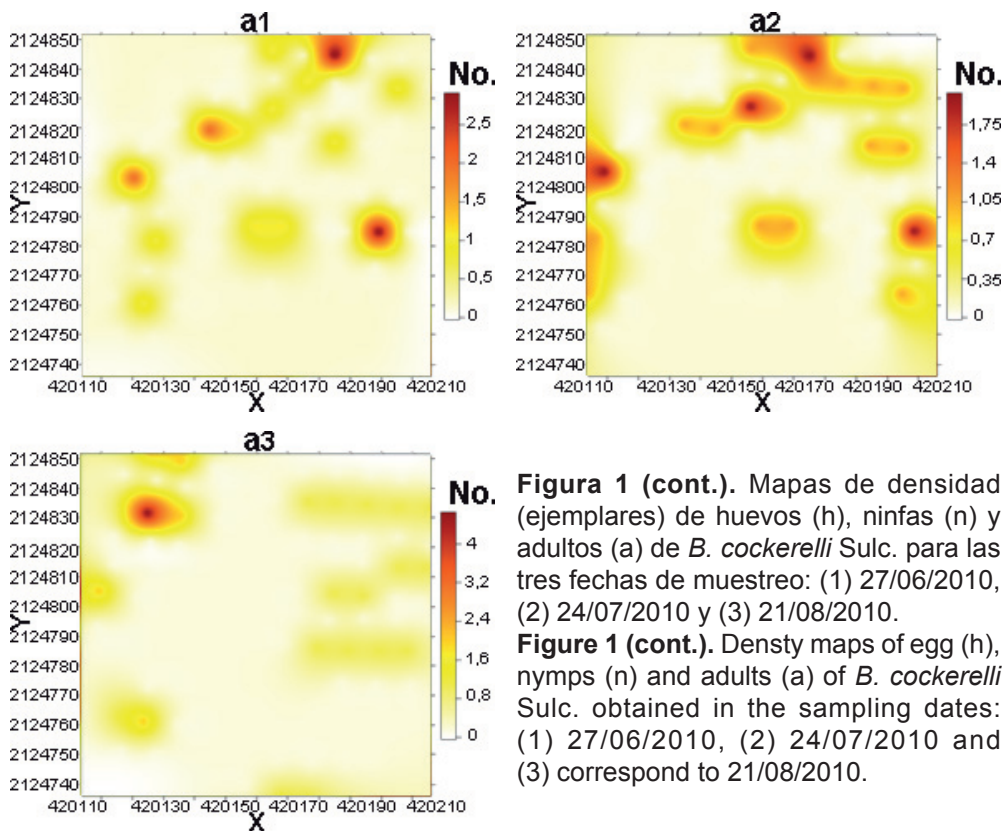 a1
2124850
2124840
2124830
2124820
2124810
2124800
2124790
2124780
2124770
2124760
2124750
2124740
Y
420110 420130 420150 420170 420190 420210
X
No.
2,5
2
1,5
1
0,5
0
a2
2124850
2124840
2124830
2124820
2124810
2124800
2124790
2124780
2124770
2124760
2124750
2124740
Y
420110 420130 420150 420170 420190 420210
X
No.
1,75
1,4
1,05
0,7
0,35
0
a3
2124850
2124840
2124830
2124820
2124810
2124800
2124790
2124780
2124770
2124760
2124750
2124740
Y
420110 420130 420150 420170 420190 420210
X
No.
4
3,2
2,4
1,6
0,8
0
Figura 1 (cont.). Mapas de densidad
(ejemplares) de huevos (h), ninfas (n) y
adultos (a) de B. cockerelli Sulc. para las
tres fechas de muestreo: (1) 27/06/2010,
(2) 24/07/2010 y (3) 21/08/2010.
Figure 1 (cont.). Densty maps of egg (h),
nymps (n) and adults (a) of B. cockerelli
Sulc. obtained in the sampling dates:
(1) 27/06/2010, (2) 24/07/2010 and
(3) correspond to 21/08/2010.